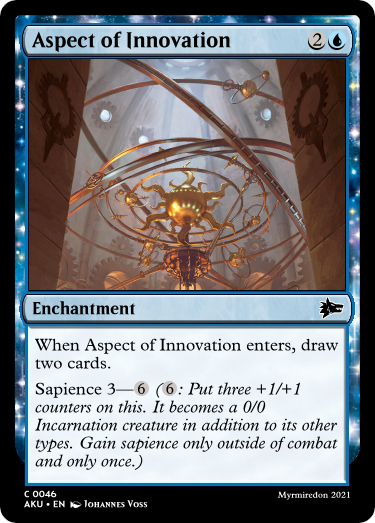 Aspect of Innovation 2
Enchantment
When Aspect of Innovation enters, draw
two cards.
Sapience 3—6 (6: Put three +1/+1
counters on this. It becomes a 0/0
Incarnation creature in addition to its other
types. Gain sapience only outside of combat
and only once.)
C 0046 Myrmiredon 2021
AKU • EN Johannes Voss